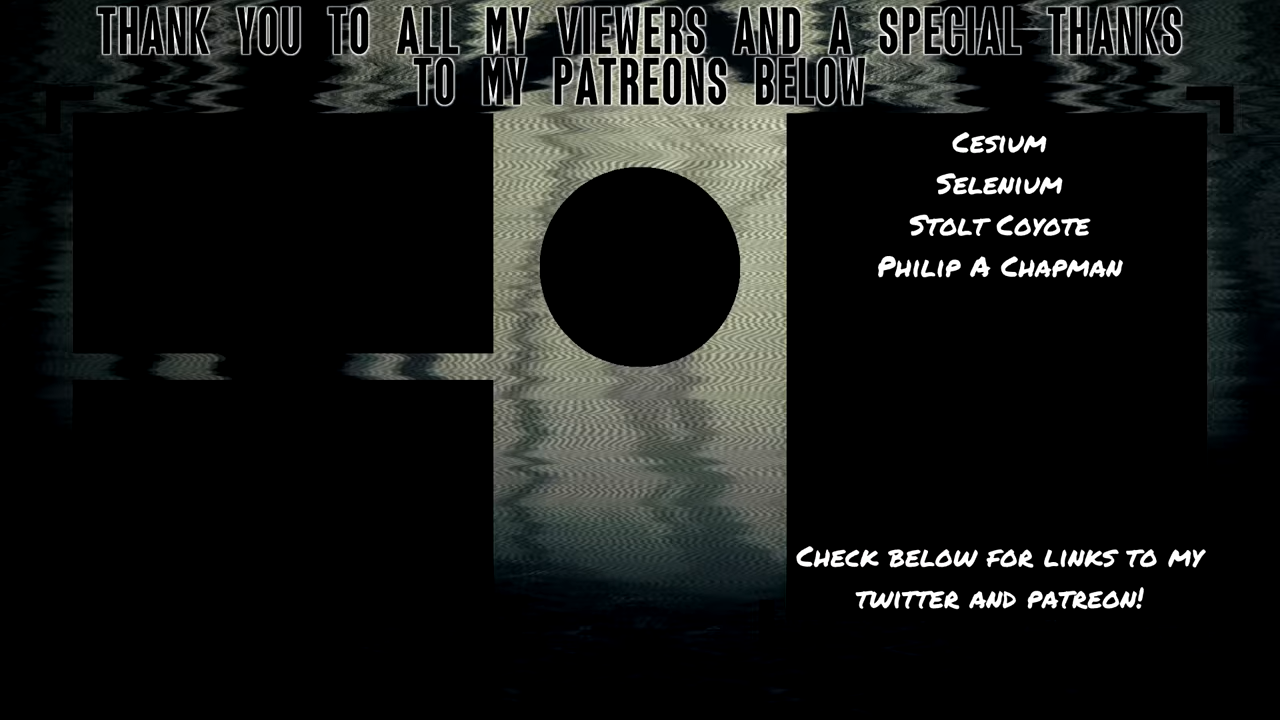 THANK YOU TO ALL MY VIEWERS AND A SPECIAL THANKS
TO MY PATREONS BELOW
Cesium
Selenium
Stolt Coyote
Philip A Chapman
Check below for links to my
twitter and patreon!